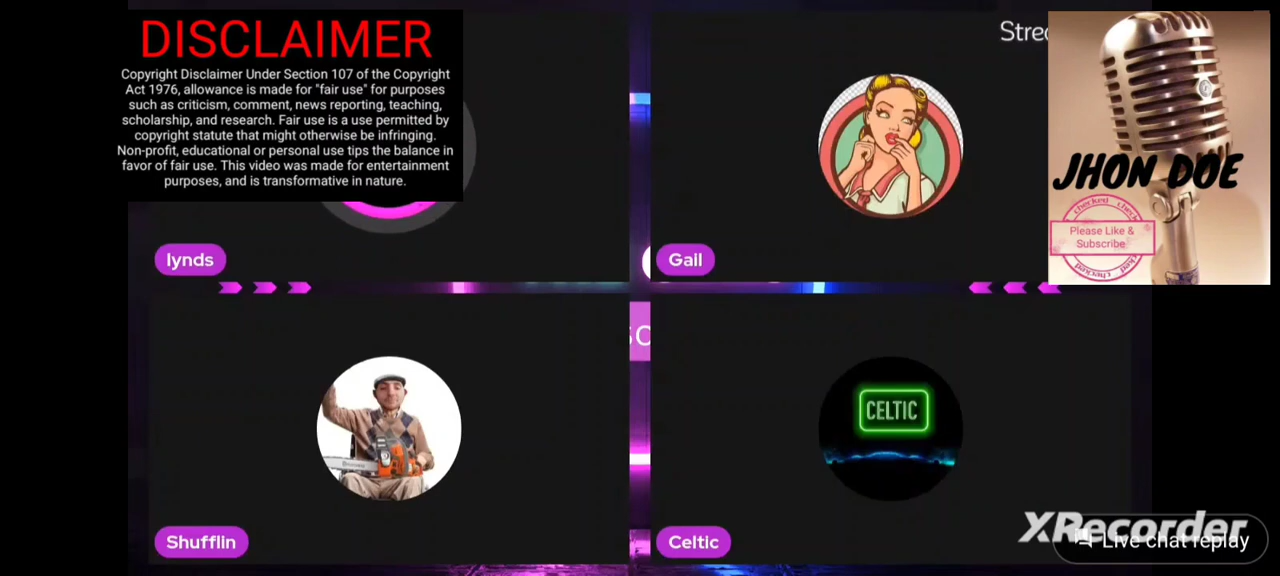 DISCLAIMER
Copyright Disclaimer Under Section 107 of the Copyright
Act 1976, allowance is made for "fair use" for purposes
such as criticism, comment, news reporting, teaching,
scholarship, and research. Fair use is a use permitted by
copyright statute that might otherwise be infringing.
Non-profit, educational or personal use tips the balance in
favor of fair use. This video was made for entertainment
purposes, and is transformative in nature.
JHON DOE
checked
Please Like &
Subscribe
checked
lynds
Gail
CELTIC
Shufflin
Celtic
XRecorder
Live chat replay